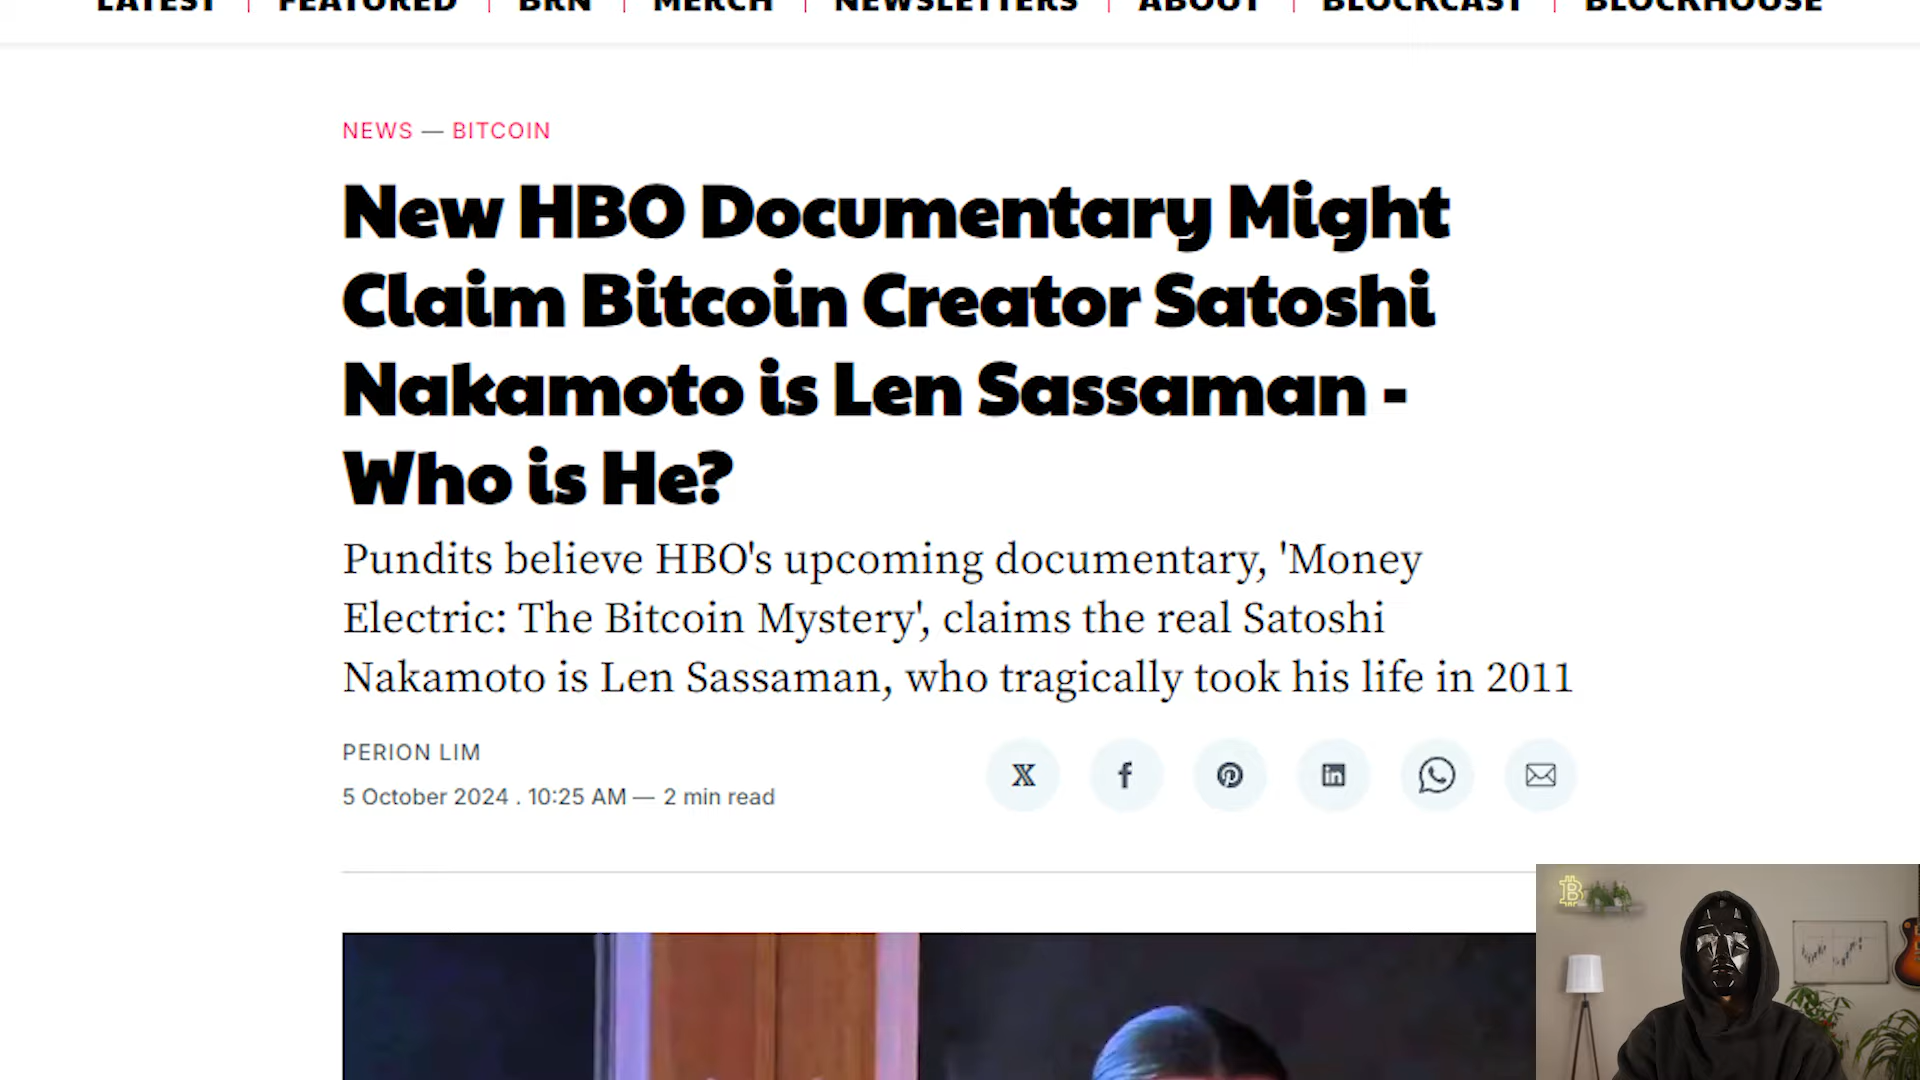 LATEST FEATURED BRN MERCH NEWSLETTERS ABOUT BLOCKCAST BLOCKHOUSE
NEWS — BITCOIN
New HBO Documentary Might
Claim Bitcoin Creator Satoshi
Nakamoto is Len Sassaman -
Who is He?
Pundits believe HBO's upcoming documentary, 'Money
Electric: The Bitcoin Mystery', claims the real Satoshi
Nakamoto is Len Sassaman, who tragically took his life in 2011
PERION LIM
5 October 2024 . 10:25 AM — 2 min read